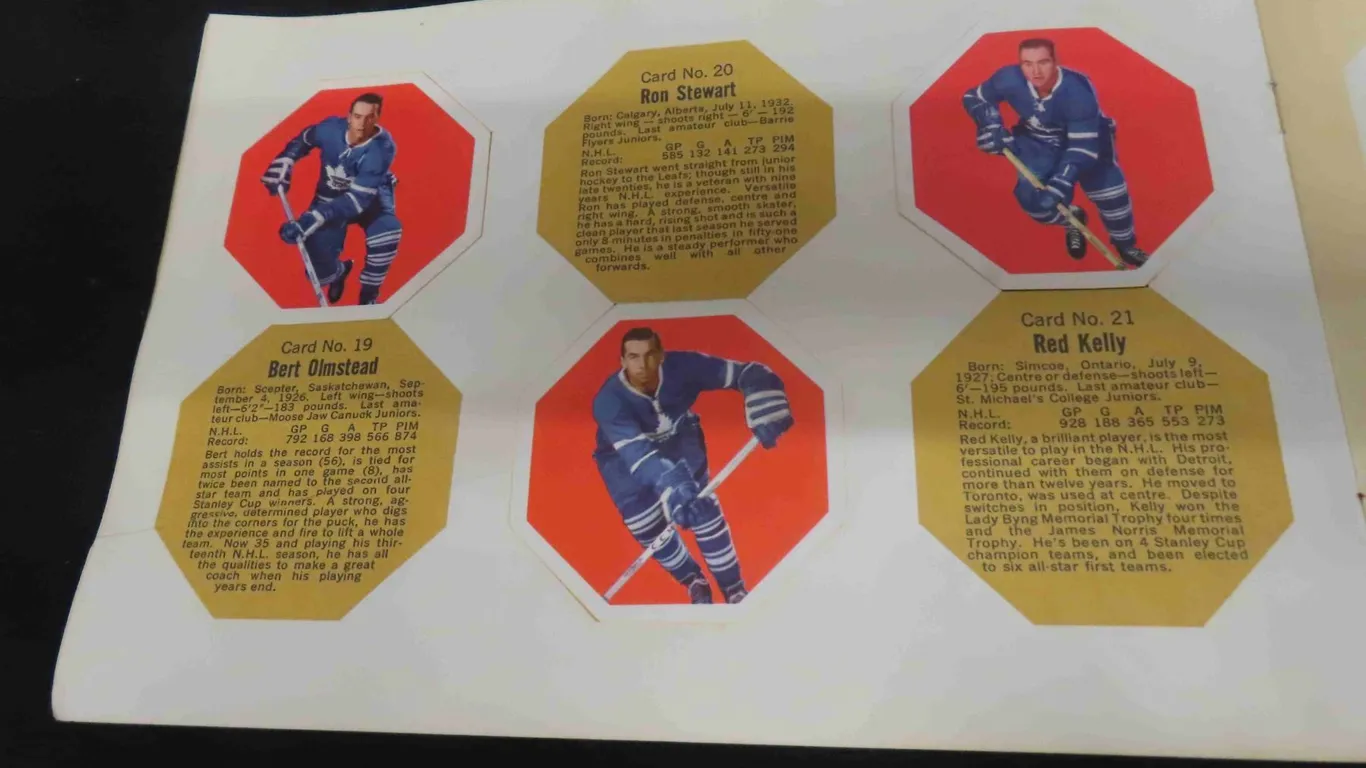 Card No. 20
Ron Stewart
Born: Calgary, Alberta, July 11, 1932.
Right wing — shoots right — 6' — 192
pounds. Last amateur club—Barrie
Flyers Juniors.
N.H.L. GP G A TP PIM
Record: 585 132 141 273 294
Ron Stewart went straight from junior
hockey to the Leafs; though still in his
late twenties, he is a veteran with nine
years N.H.L. experience. Versatile
Ron has played defense, centre and
right wing. A strong, smooth skater,
he has a hard, rising shot and is such a
clean player that last season he served
only 8 minutes in penalties in fifty-one
games. He is a steady performer who
combines well with all other
forwards.
Card No. 19
Bert Olmstead
Born: Scepter, Saskatchewan, Sep-
tember 4, 1926. Left wing—shoots
left—6'2"—183 pounds. Last ama-
teur club—Moose Jaw Canuck Juniors.
N.H.L. GP G A TP PIM
Record: 792 168 398 566 874
Bert holds the record for the most
assists in a season (56), is tied for
most points in one game (8), has
twice been named to the second all-
star team and has played on four
Stanley Cup winners. A strong, ag-
gressive, determined player who digs
into the corners for the puck, he has
the experience and fire to lift a whole
team. Now 35 and playing his thir-
teenth N.H.L. season, he has all
the qualities to make a great
coach when his playing
years end.
Card No. 21
Red Kelly
Born: Simcoe, Ontario, July 9,
1927; Centre or defense—shoots left—
6'—195 pounds. Last amateur club—
St. Michael's College Juniors.
N.H.L. GP G A TP PIM
Record: 928 188 365 553 273
Red Kelly, a brilliant player, is the most
versatile to play in the N.H.L. His pro-
fessional career began with Detroit,
continued with them on defense for
more than twelve years. He moved to
Toronto, was used at centre. Despite
switches in position, Kelly won the
Lady Byng Memorial Trophy four times
and the James Norris Memorial
Trophy. He's been on 4 Stanley Cup
champion teams, and been elected
to six all-star first teams.